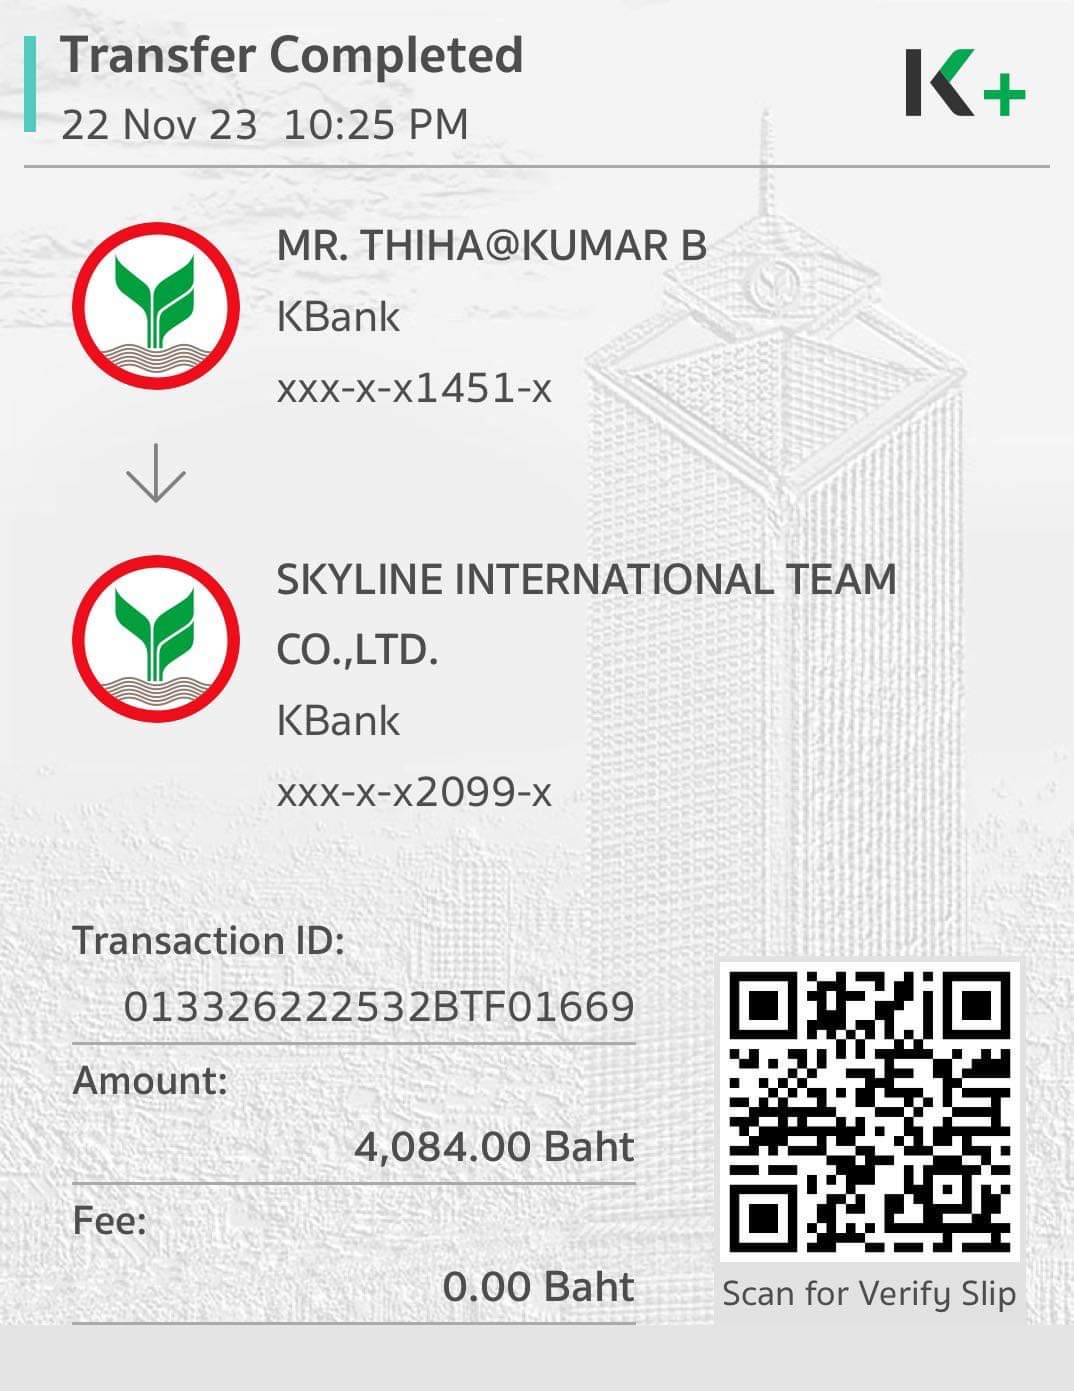 Transfer Completed
22 Nov 23 10:25 PM
K+
MR. THIHA@KUMAR B
KBank
xxx-x-x1451-x
SKYLINE INTERNATIONAL TEAM
CO.,LTD.
KBank
xxx-x-x2099-x
Transaction ID:
013326222532BTF01669
Amount:
4,084.00 Baht
Fee:
0.00 Baht
Scan for Verify Slip